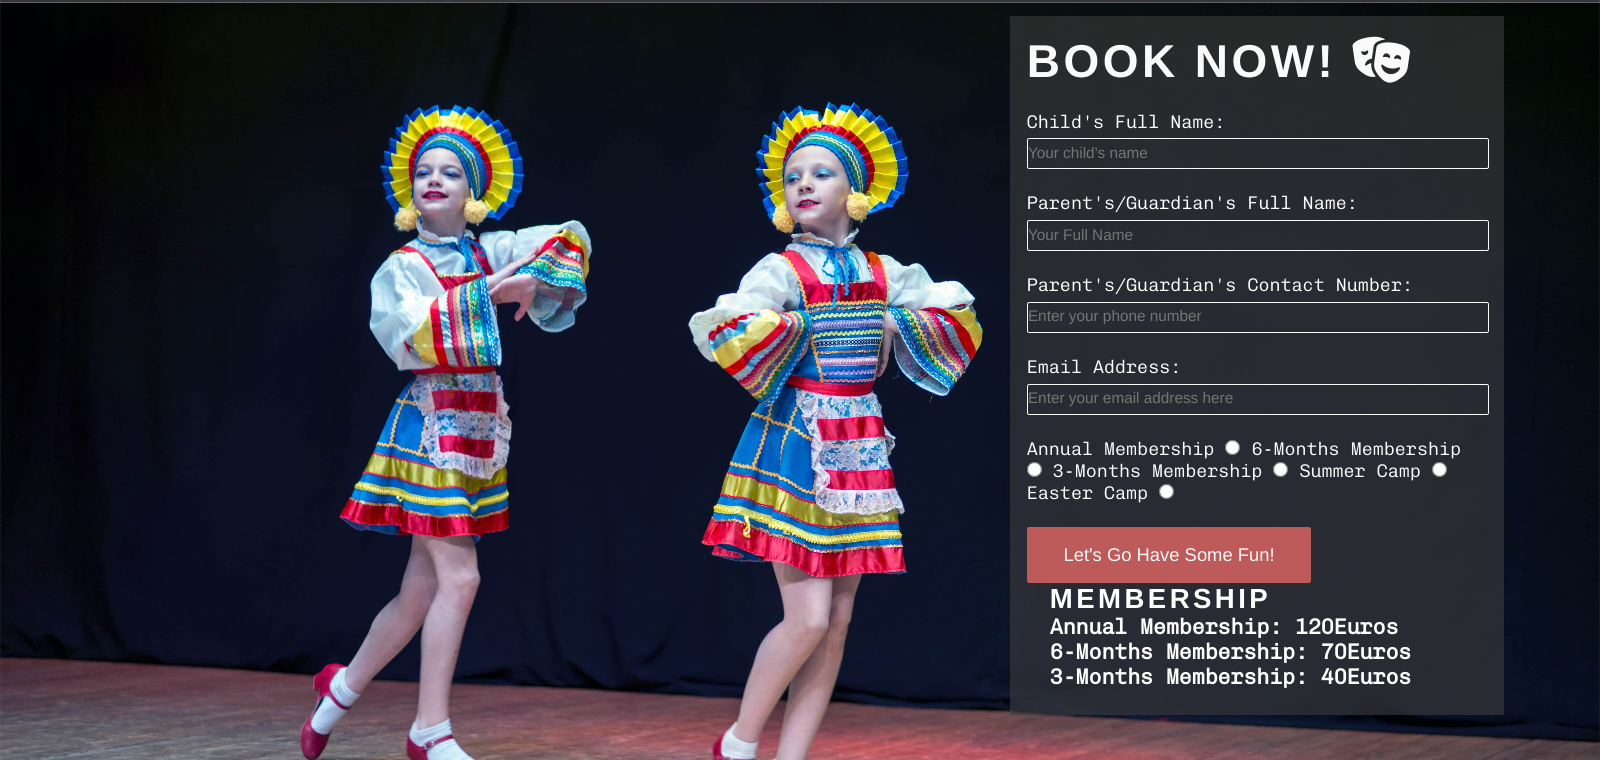 BOOK NOW!
Child's Full Name:
Your child's name
Parent's/Guardian's Full Name:
Your Full Name
Parent's/Guardian's Contact Number:
Enter your phone number
Email Address:
Enter your email address here
Annual Membership 6-Months Membership
3-Months Membership Summer Camp
Easter Camp
Let's Go Have Some Fun!
MEMBERSHIP
Annual Membership: 120Euros
6-Months Membership: 70Euros
3-Months Membership: 40Euros